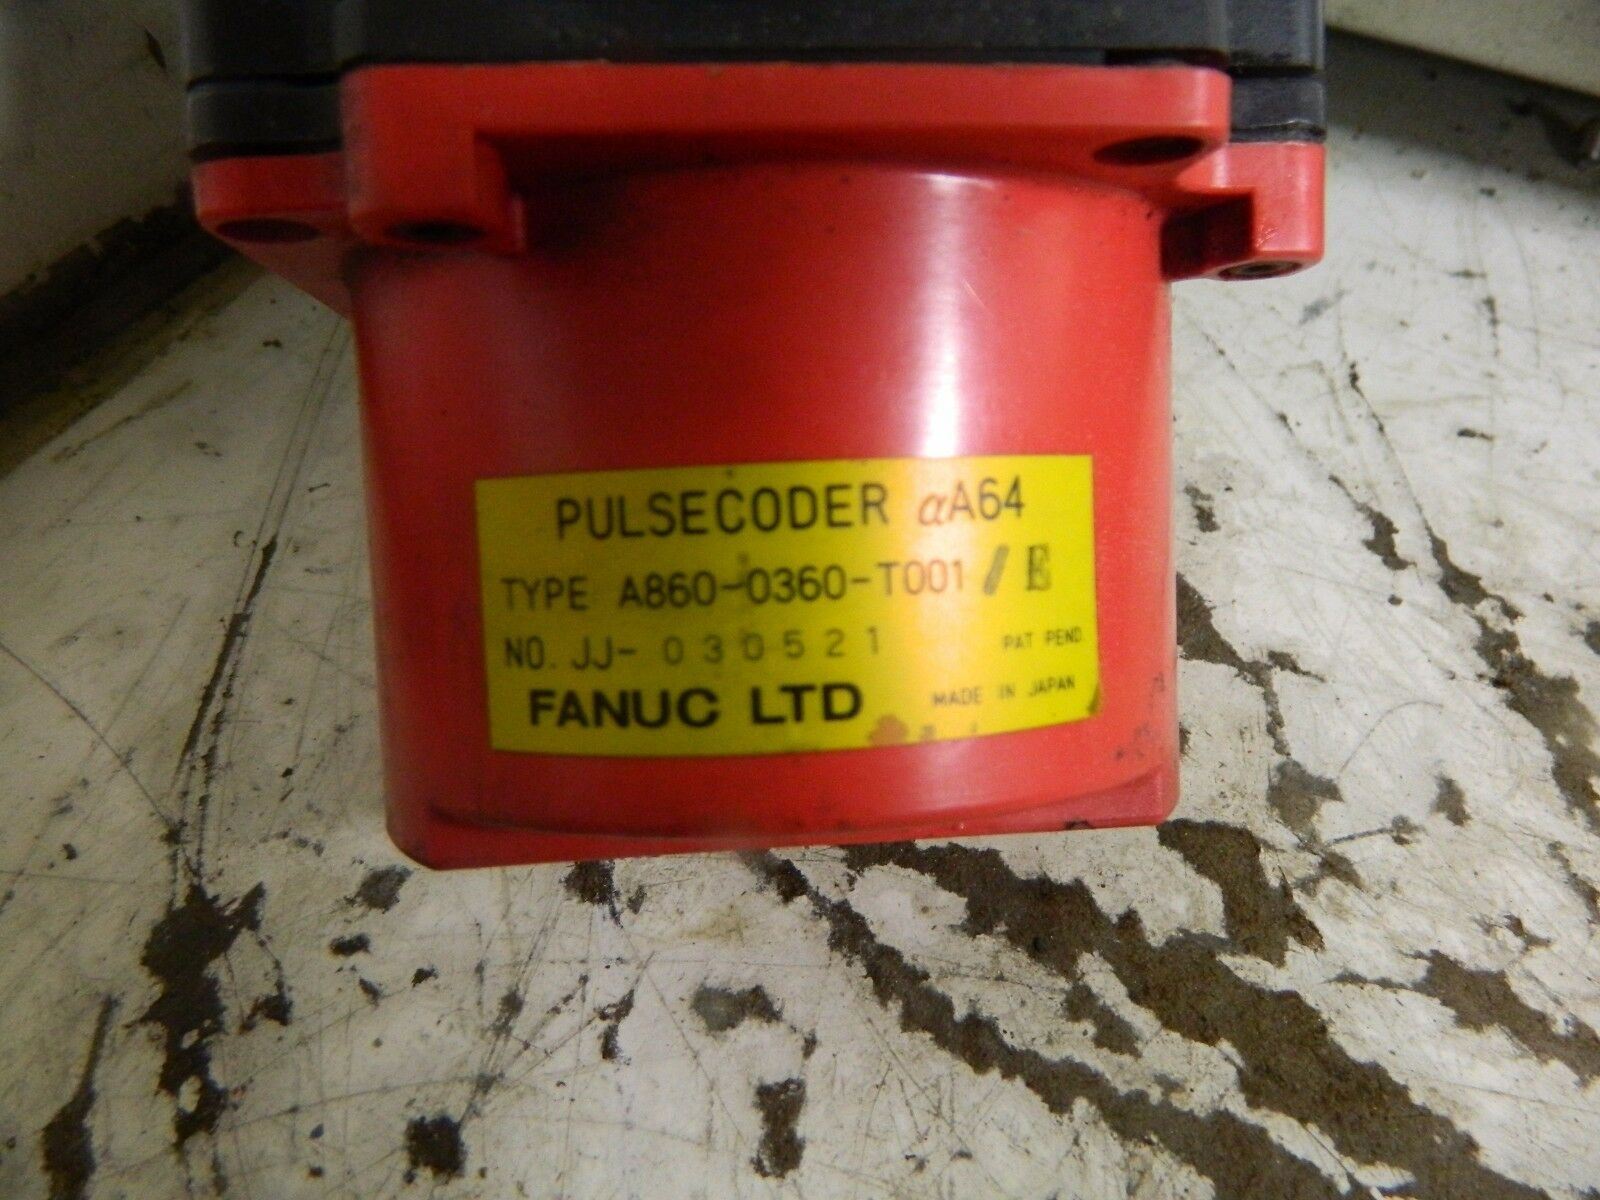 PULSECODER αA64
TYPE A860-0360-T001 / E
NO. JJ- 030521 PAT PEND.
FANUC LTD MADE IN JAPAN